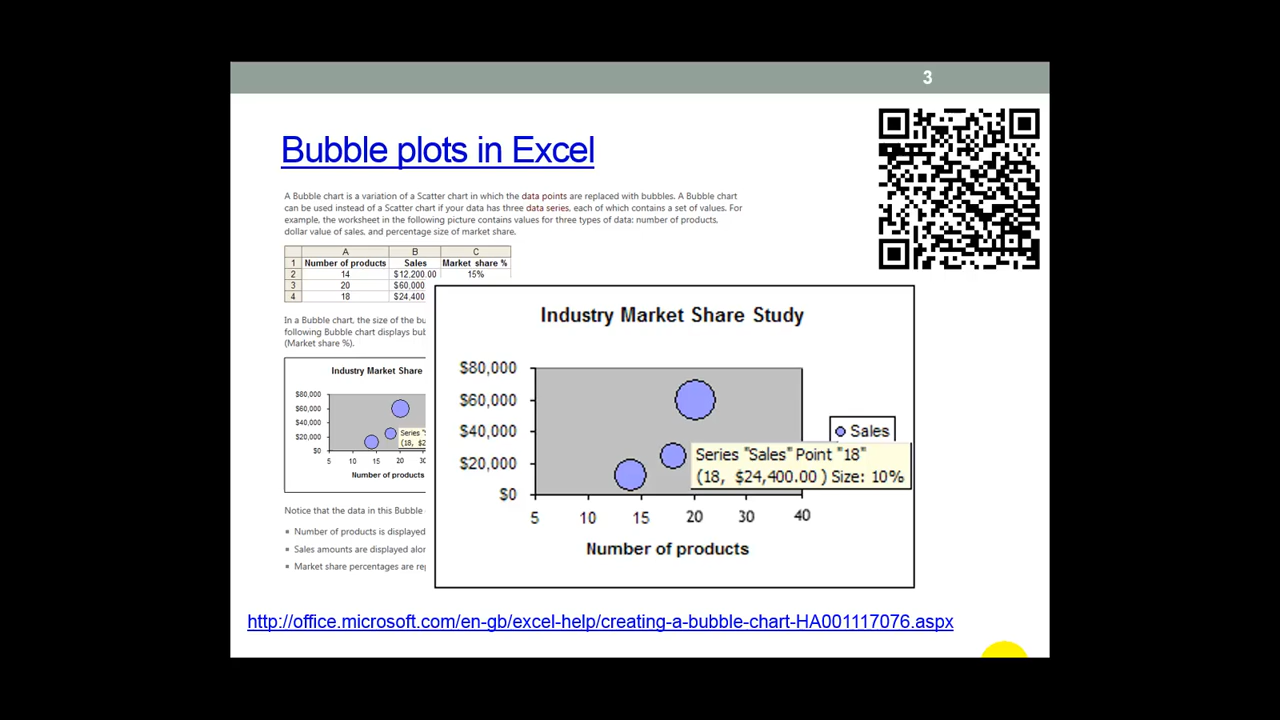 3
Bubble plots in Excel
A Bubble chart is a variation of a Scatter chart in which the data points are replaced with bubbles. A Bubble chart
can be used instead of a Scatter chart if your data has three data series, each of which contains a set of values. For
example, the worksheet in the following picture contains values for three types of data: number of products,
dollar value of sales, and percentage size of market share.
A B C
1 Number of products Sales Market share %
2 14 $12,200.00 15%
3 20 $60,000
4 18 $24,400
In a Bubble chart, the size of the bu
following Bubble chart displays bub
(Market share %).
Industry Market Share
$80,000
$60,000
$40,000
$20,000
$0
Series "S
(18, $2
5 10 15 20 30
Number of products
Industry Market Share Study
$80,000
$60,000
$40,000
$20,000
$0
Sales
Series "Sales" Point "18"
(18, $24,400.00 ) Size: 10%
5 10 15 20 30 40
Number of products
Notice that the data in this Bubble
Number of products is displayed
Sales amounts are displayed alon
Market share percentages are rep
http://office.microsoft.com/en-gb/excel-help/creating-a-bubble-chart-HA001117076.aspx